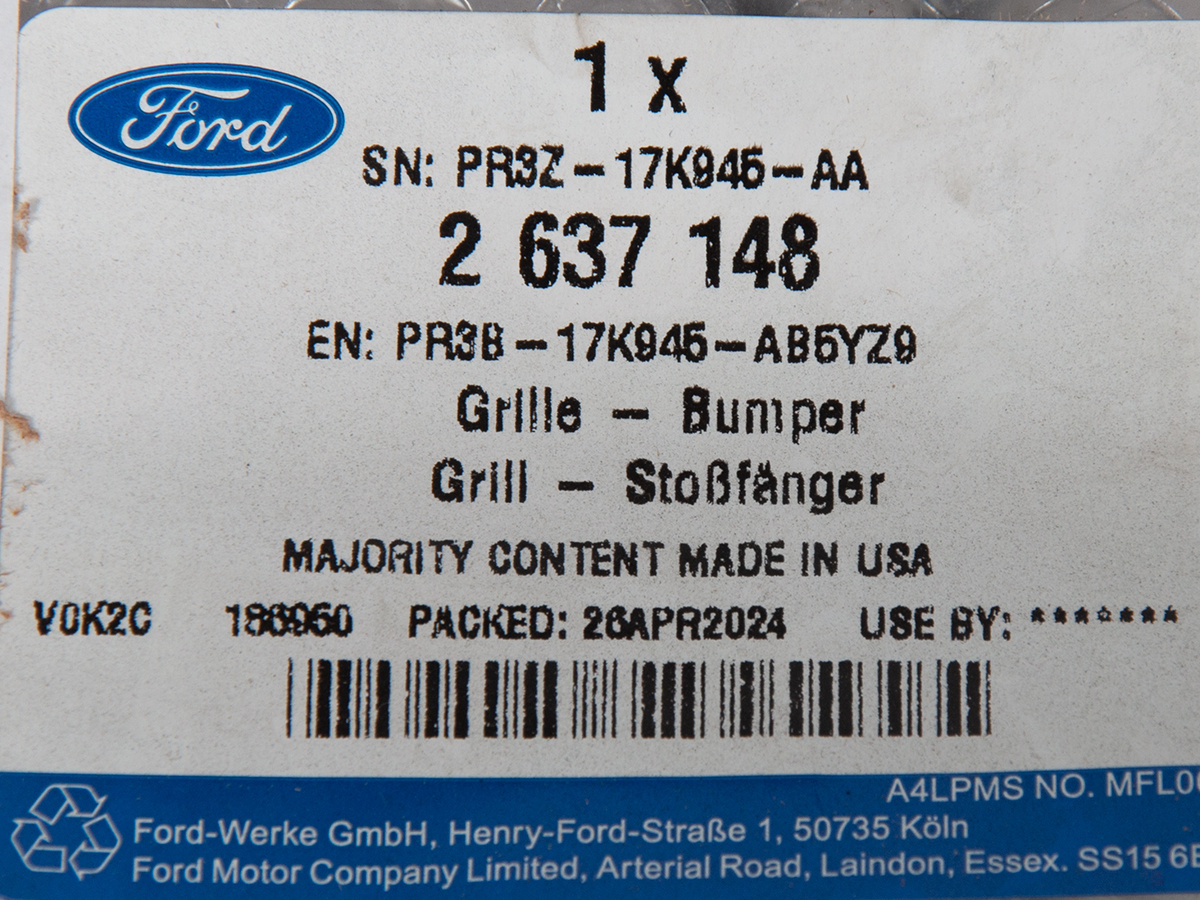 Ford
1 x
SN: PR3Z-17K945-AA
2 637 148
EN: PR3B-17K945-AB5YZ9
Grille - Bumper
Grill - Stoßfänger
MAJORITY CONTENT MADE IN USA
V0K2C PACKED: 26APR2024 USE BY: *******
A4LPMS NO. MFL00
Ford-Werke GmbH, Henry-Ford-Straße 1, 50735 Köln
Ford Motor Company Limited, Arterial Road, Laindon, Essex. SS15 6E